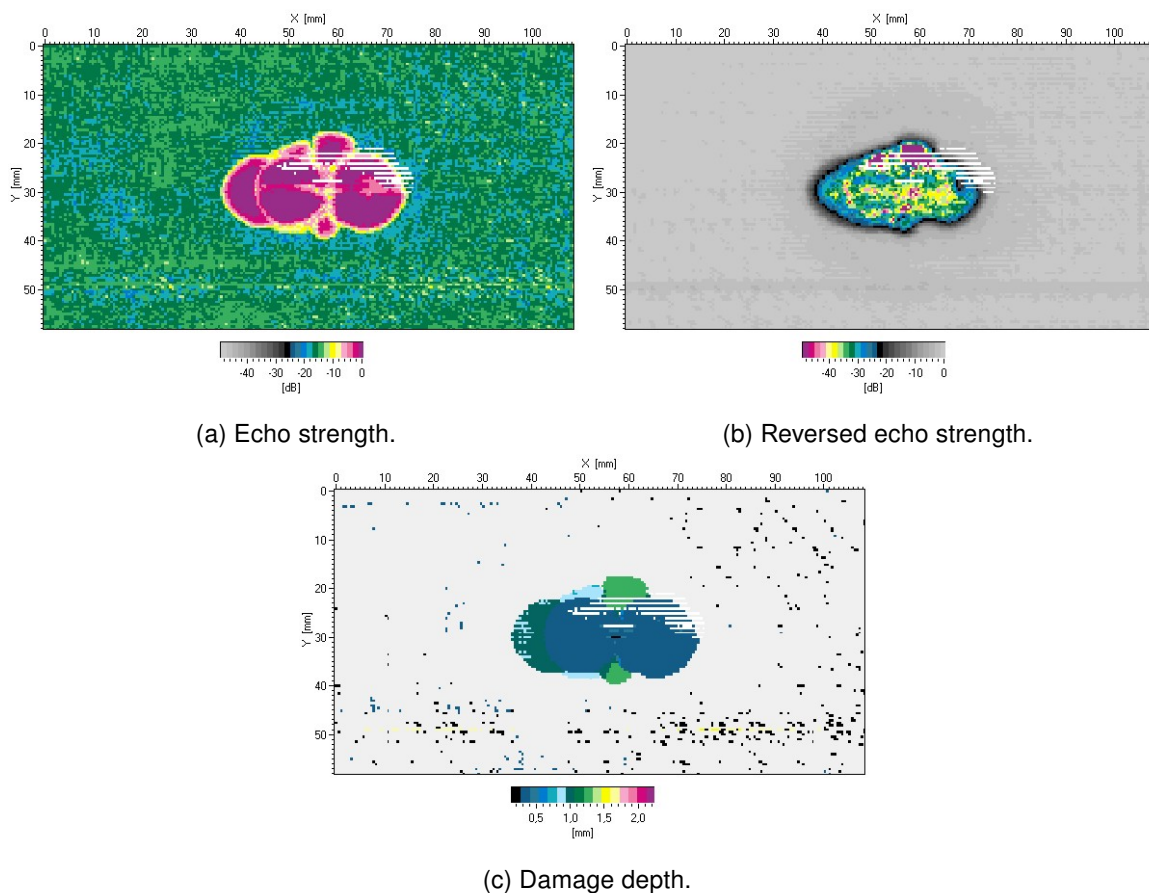 X [mm]
0 10 20 30 40 50 60 70 80 90 100
Y [mm]
0
10
20
30
40
50
-40 -30 -20 -10 0
[dB]
(a) Echo strength.
X [mm]
0 10 20 30 40 50 60 70 80 90 100
Y [mm]
0
10
20
30
40
50
-40 -30 -20 -10 0
[dB]
(b) Reversed echo strength.
X [mm]
0 10 20 30 40 50 60 70 80 90 100
Y [mm]
0
10
20
30
40
50
0,5 1,0 1,5 2,0
[mm]
(c) Damage depth.